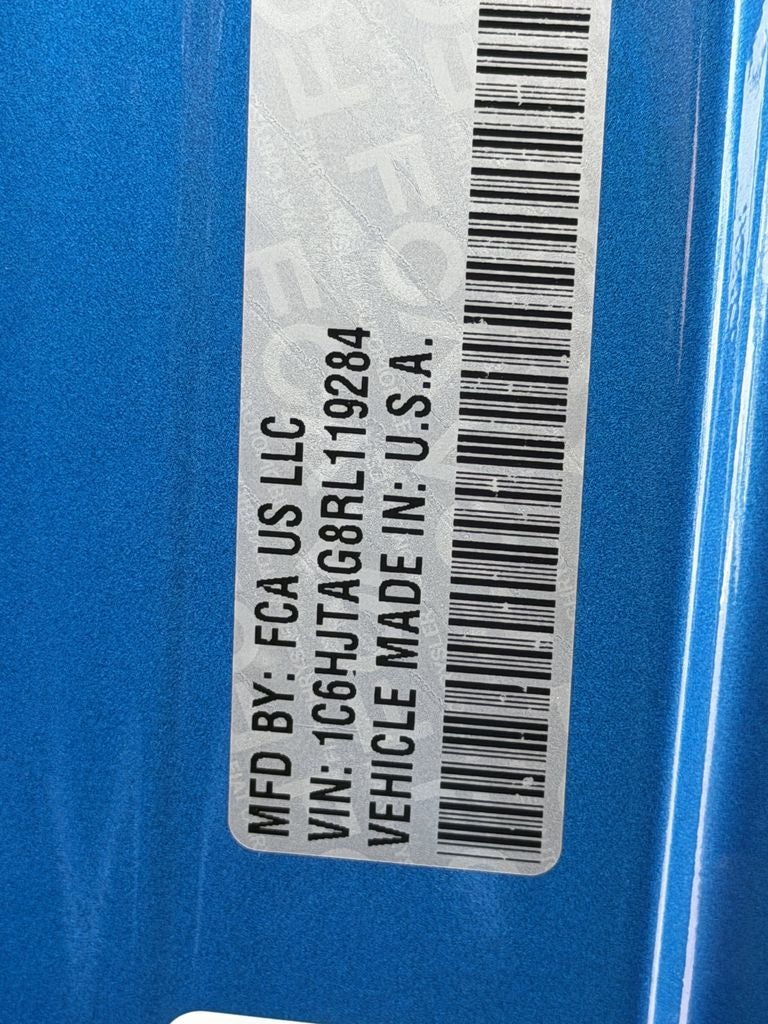 MFD BY: FCA US LLC
VIN: 1C6HJTAG8RL119284
VEHICLE MADE IN: U.S.A.